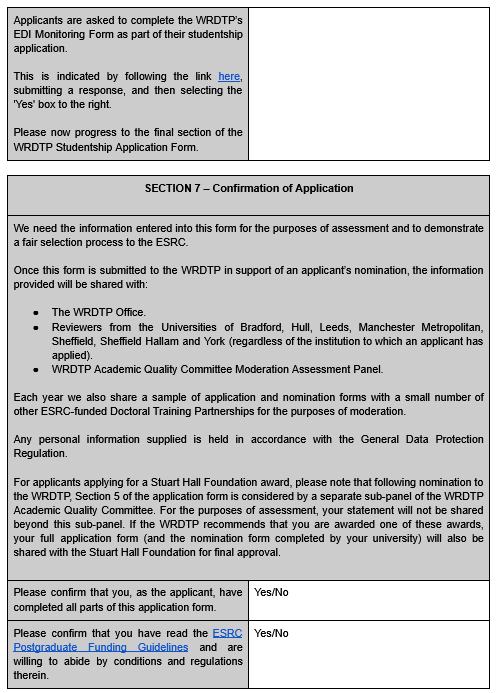 Applicants are asked to complete the WRDTP's
EDI Monitoring Form as part of their studentship
application.
This is indicated by following the link here,
submitting a response, and then selecting the
'Yes' box to the right.
Please now progress to the final section of the
WRDTP Studentship Application Form.
SECTION 7 – Confirmation of Application
We need the information entered into this form for the purposes of assessment and to demonstrate
a fair selection process to the ESRC.
Once this form is submitted to the WRDTP in support of an applicant's nomination, the information
provided will be shared with:
● The WRDTP Office.
● Reviewers from the Universities of Bradford, Hull, Leeds, Manchester Metropolitan,
Sheffield, Sheffield Hallam and York (regardless of the institution to which an applicant has
applied).
● WRDTP Academic Quality Committee Moderation Assessment Panel.
Each year we also share a sample of application and nomination forms with a small number of
other ESRC-funded Doctoral Training Partnerships for the purposes of moderation.
Any personal information supplied is held in accordance with the General Data Protection
Regulation.
For applicants applying for a Stuart Hall Foundation award, please note that following nomination to
the WRDTP, Section 5 of the application form is considered by a separate sub-panel of the WRDTP
Academic Quality Committee. For the purposes of assessment, your statement will not be shared
beyond this sub-panel. If the WRDTP recommends that you are awarded one of these awards,
your full application form (and the nomination form completed by your university) will also be
shared with the Stuart Hall Foundation for final approval.
Please confirm that you, as the applicant, have
completed all parts of this application form.
Yes/No
Please confirm that you have read the ESRC
Postgraduate Funding Guidelines and are
willing to abide by conditions and regulations
therein.
Yes/No